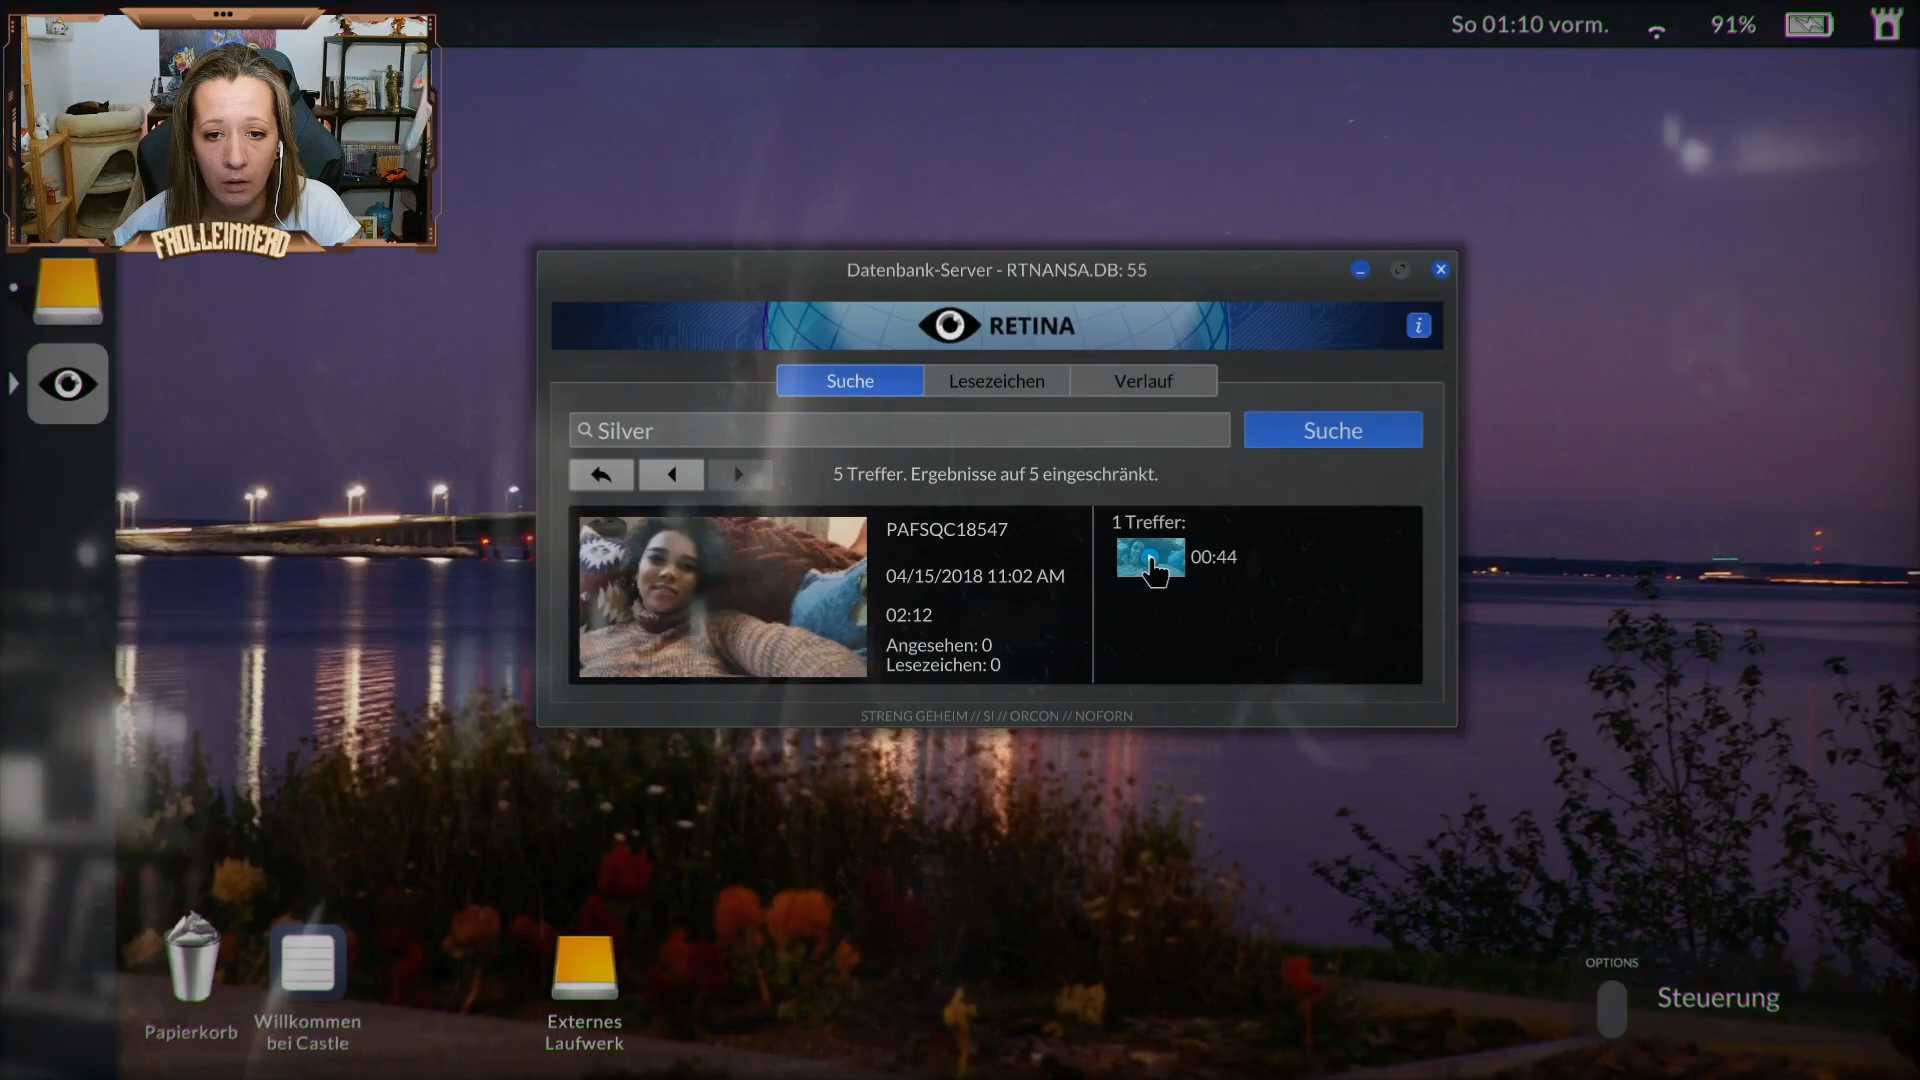 So 01:10 vorm.
91%
FROLLEINNERD
Datenbank-Server - RTNANSA.DB: 55
RETINA
i
Suche
Lesezeichen
Verlauf
Silver
Suche
5 Treffer. Ergebnisse auf 5 eingeschränkt.
PAFSQC18547
04/15/2018 11:02 AM
02:12
Angesehen: 0
Lesezeichen: 0
1 Treffer:
00:44
STRENG GEHEIM // SI // ORCON // NOFORN
Papierkorb
Willkommen
bei Castle
Externes
Laufwerk
OPTIONS
Steuerung